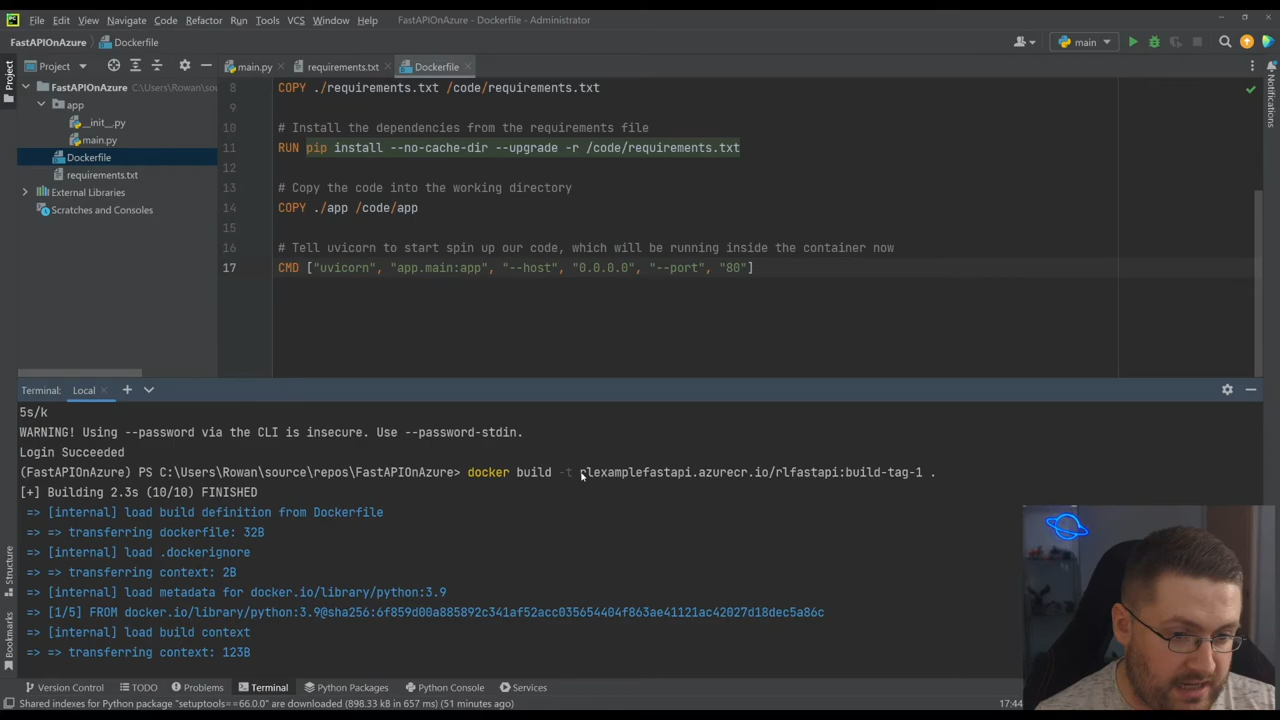 File Edit View Navigate Code Refactor Run Tools VCS Window Help FastAPIOnAzure - Dockerfile - Administrator
FastAPIOnAzure Dockerfile main
Project main.py requirements.txt Dockerfile
Project
Notifications
FastAPIOnAzure C:\Users\Rowan\sou
app
__init__.py
main.py
Dockerfile
requirements.txt
External Libraries
Scratches and Consoles
8 COPY ./requirements.txt /code/requirements.txt
9
10 # Install the dependencies from the requirements file
11 RUN pip install --no-cache-dir --upgrade -r /code/requirements.txt
12
13 # Copy the code into the working directory
14 COPY ./app /code/app
15
16 # Tell uvicorn to start spin up our code, which will be running inside the container now
17 CMD ["uvicorn", "app.main:app", "--host", "0.0.0.0", "--port", "80"]
Terminal: Local
5s/k
WARNING! Using --password via the CLI is insecure. Use --password-stdin.
Login Succeeded
(FastAPIOnAzure) PS C:\Users\Rowan\source\repos\FastAPIOnAzure> docker build -t rlexamplefastapi.azurecr.io/rlfastapi:build-tag-1 .
[+] Building 2.3s (10/10) FINISHED
=> [internal] load build definition from Dockerfile
=> => transferring dockerfile: 32B
=> [internal] load .dockerignore
=> => transferring context: 2B
=> [internal] load metadata for docker.io/library/python:3.9
=> [1/5] FROM docker.io/library/python:3.9@sha256:6f859d00a885892c341af52acc035654404f863ae41121ac42027d18dec5a86c
=> [internal] load build context
=> => transferring context: 123B
Structure
Bookmarks
Version Control TODO Problems Terminal Python Packages Python Console Services
Shared indexes for Python package "setuptools==66.0.0" are downloaded (898.33 kB in 657 ms) (51 minutes ago) 17:44